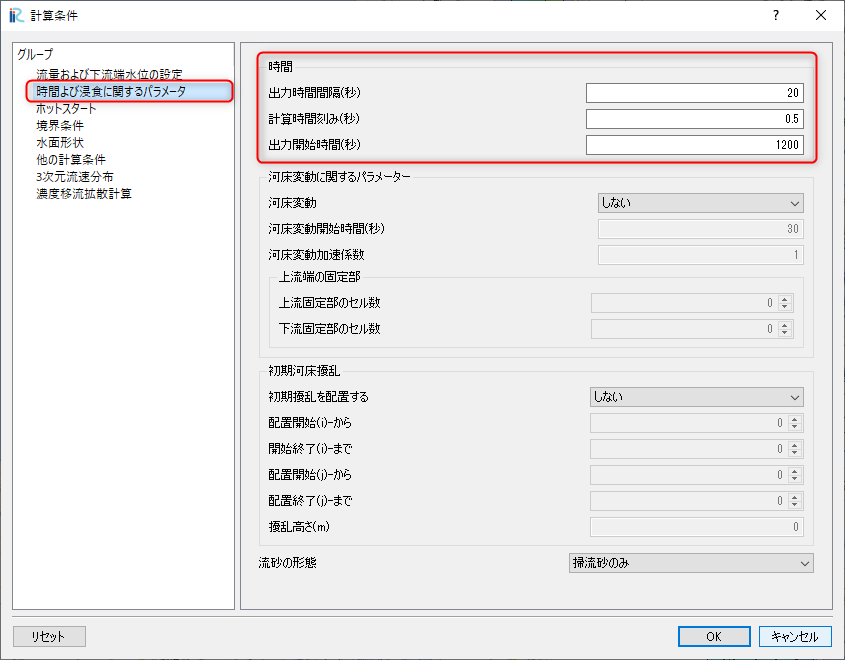 iRC 計算条件
グループ
流量および下流端水位の設定
時間よび浸食に関するパラメータ
ホットスタート
境界条件
水面形状
他の計算条件
3次元流速分布
濃度移流拡散計算
時間
出力時間間隔(秒) 20
計算時間刻み(秒) 0.5
出力開始時間(秒) 1200
河床変動に関するパラメーター
河床変動 しない
河床変動開始時間(秒) 30
河床変動加速係数 1
上流端の固定部
上流固定部のセル数 0
下流固定部のセル数 0
初期河床擾乱
初期擾乱を配置する しない
配置開始(i)-から 0
開始終了(i)-まで 0
配置開始(j)-から 0
配置終了(j)-まで 0
擾乱高さ(m) 0
流砂の形態 掃流砂のみ
リセット OK キャンセル